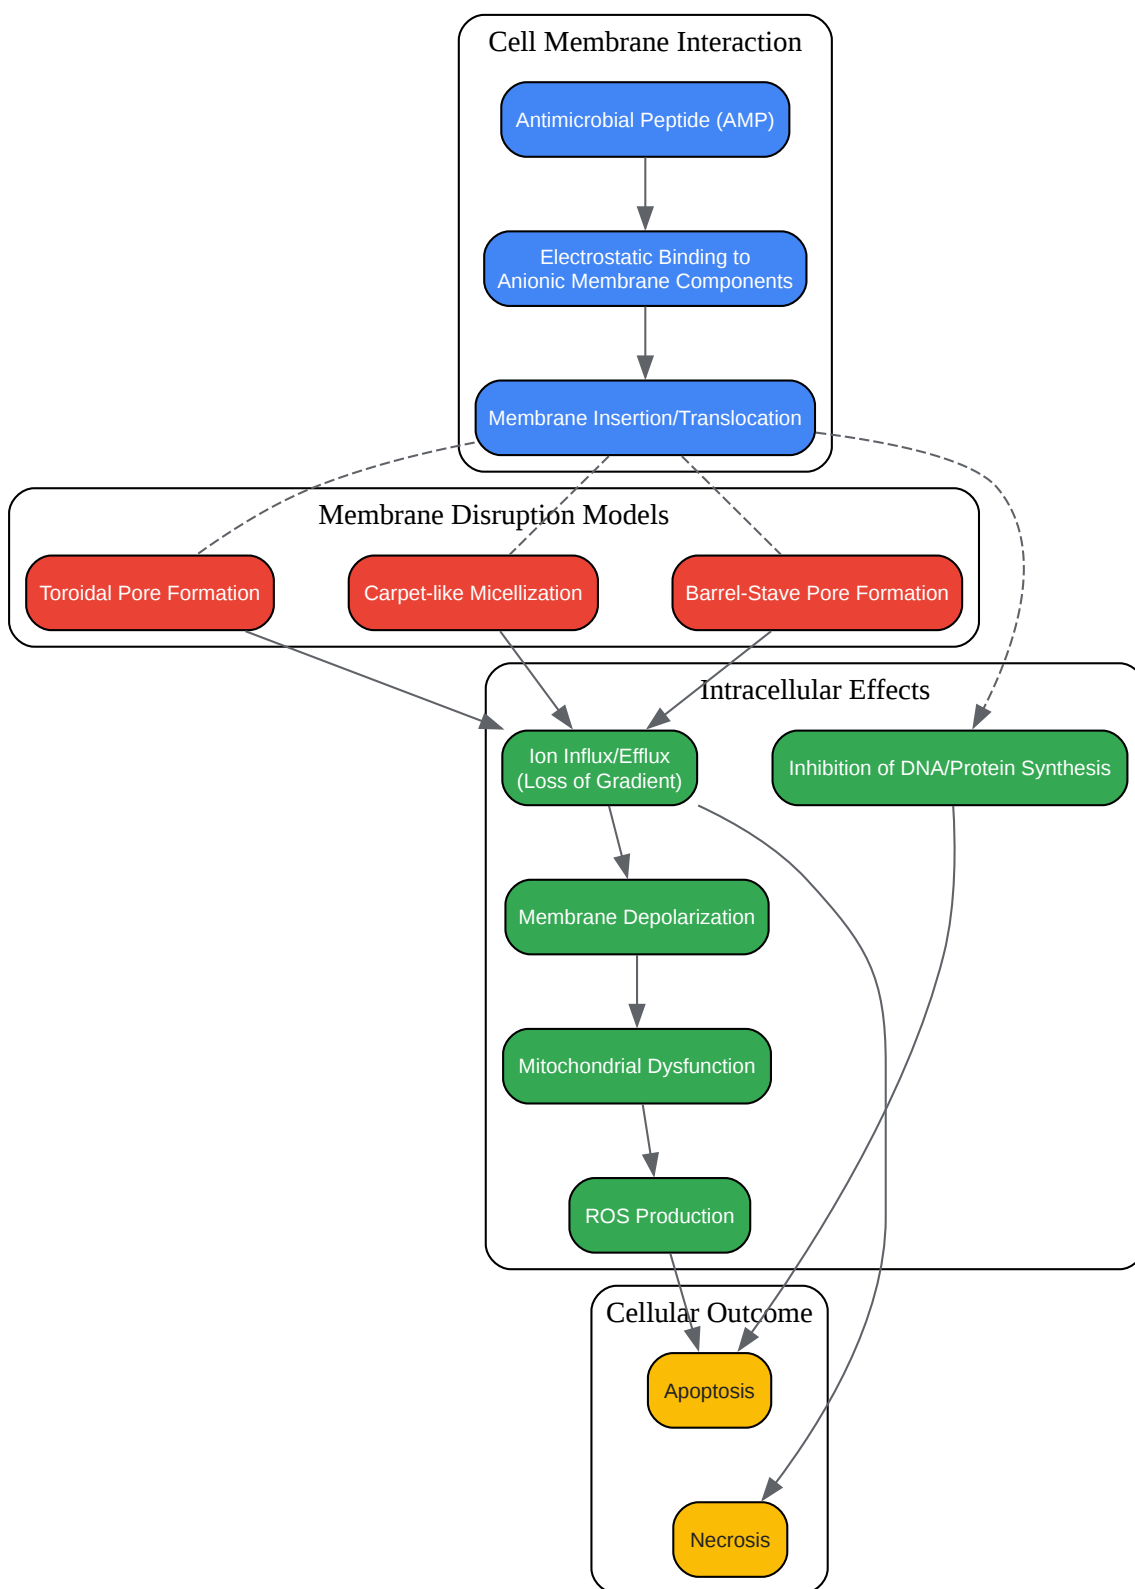 Cell Membrane Interaction
Antimicrobial Peptide (AMP)
Electrostatic Binding to
Anionic Membrane Components
Membrane Insertion/Translocation
Membrane Disruption Models
Toroidal Pore Formation
Carpet-like Micellization
Barrel-Stave Pore Formation
Intracellular Effects
Ion Influx/Efflux
(Loss of Gradient)
Inhibition of DNA/Protein Synthesis
Membrane Depolarization
Mitochondrial Dysfunction
ROS Production
Cellular Outcome
Apoptosis
Necrosis